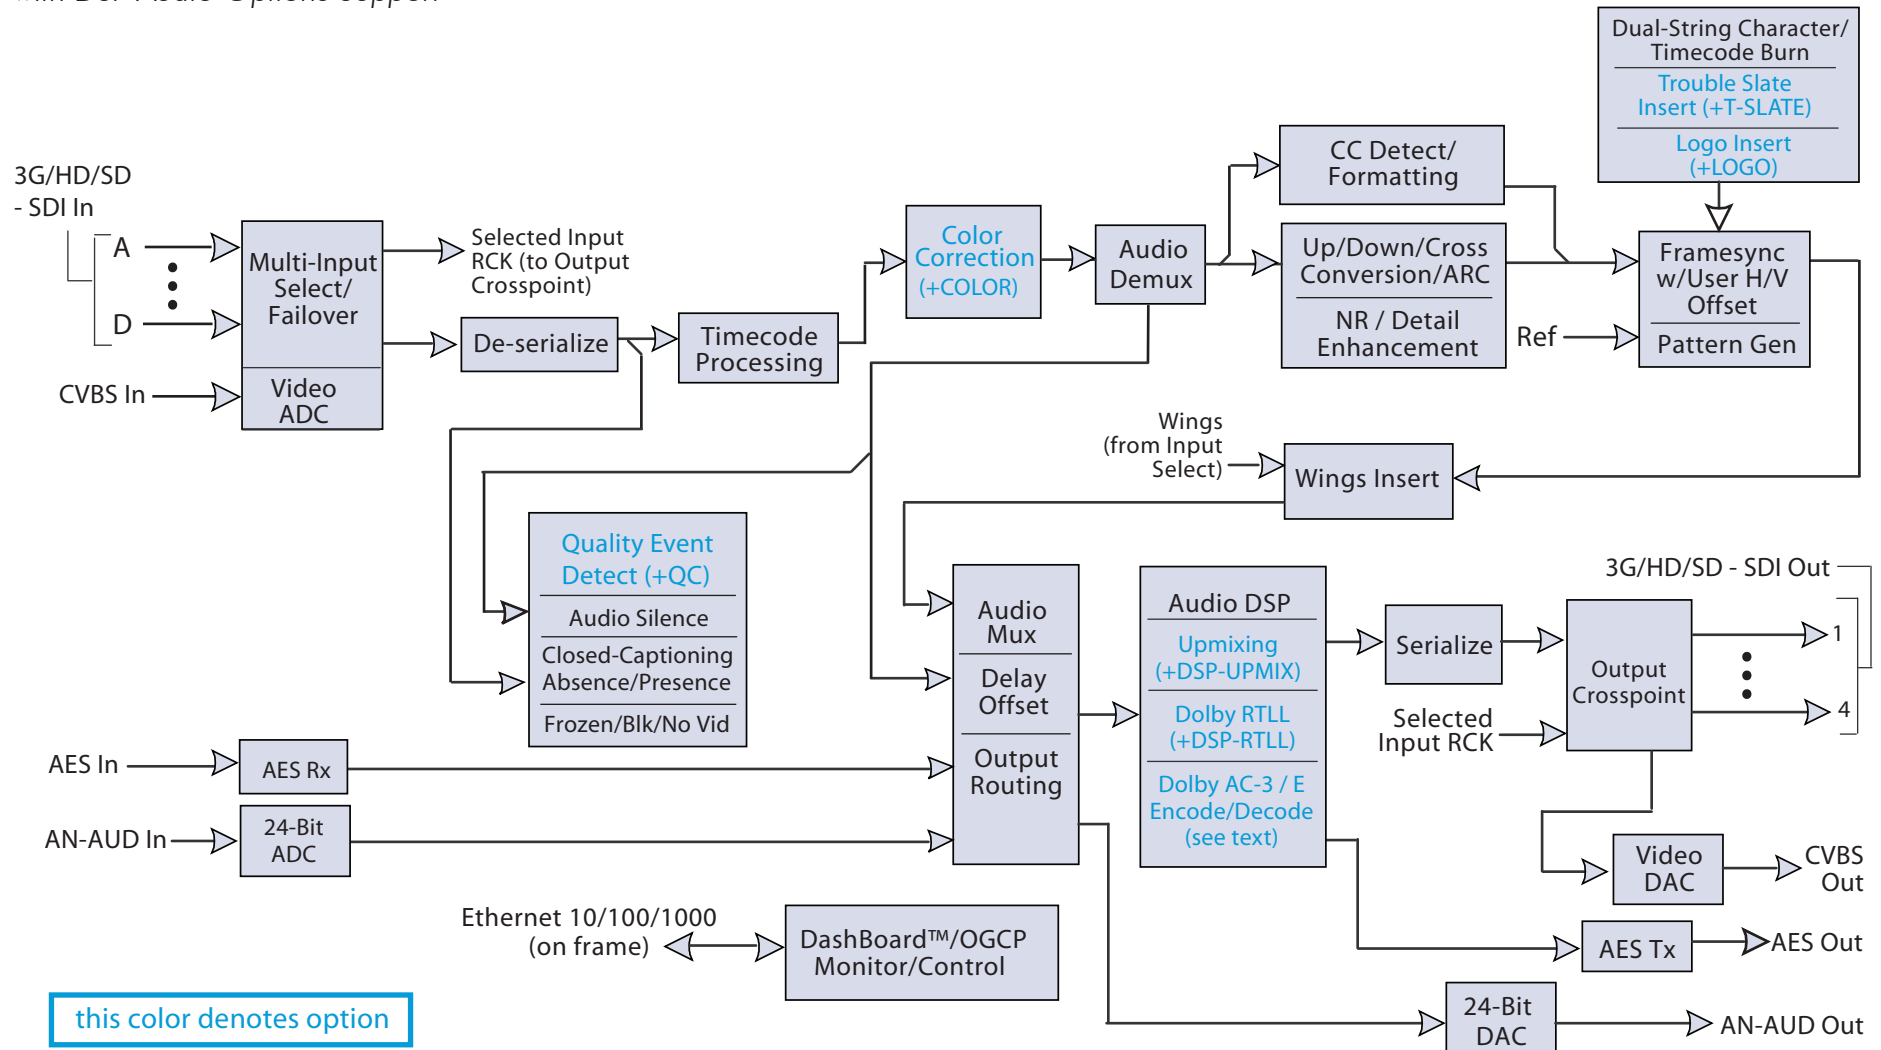 Dual-String Character/
Timecode Burn
Trouble Slate
Insert (+T-SLATE)
Logo Insert
(+LOGO)
3G/HD/SD
- SDI In
A
D
CVBS In
Multi-Input
Select/
Failover
Video
ADC
Selected Input
RCK (to Output
Crosspoint)
De-serialize
Timecode
Processing
Color
Correction
(+COLOR)
Audio
Demux
CC Detect/
Formatting
Up/Down/Cross
Conversion/ARC
NR / Detail
Enhancement
Ref
Framesync
w/User H/V
Offset
Pattern Gen
Wings
(from Input
Select)
Wings Insert
Quality Event
Detect (+QC)
Audio Silence
Closed-Captioning
Absence/Presence
Frozen/Blk/No Vid
Audio
Mux
Delay
Offset
Output
Routing
Audio DSP
Upmixing
(+DSP-UPMIX)
Dolby RTLL
(+DSP-RTLL)
Dolby AC-3 / E
Encode/Decode
(see text)
Serialize
Selected
Input RCK
Output
Crosspoint
3G/HD/SD - SDI Out
1
4
AES In
AES Rx
AN-AUD In
24-Bit
ADC
Video
DAC
CVBS
Out
Ethernet 10/100/1000
(on frame)
DashBoard™/OGCP
Monitor/Control
AES Tx
AES Out
24-Bit
DAC
AN-AUD Out
this color denotes option